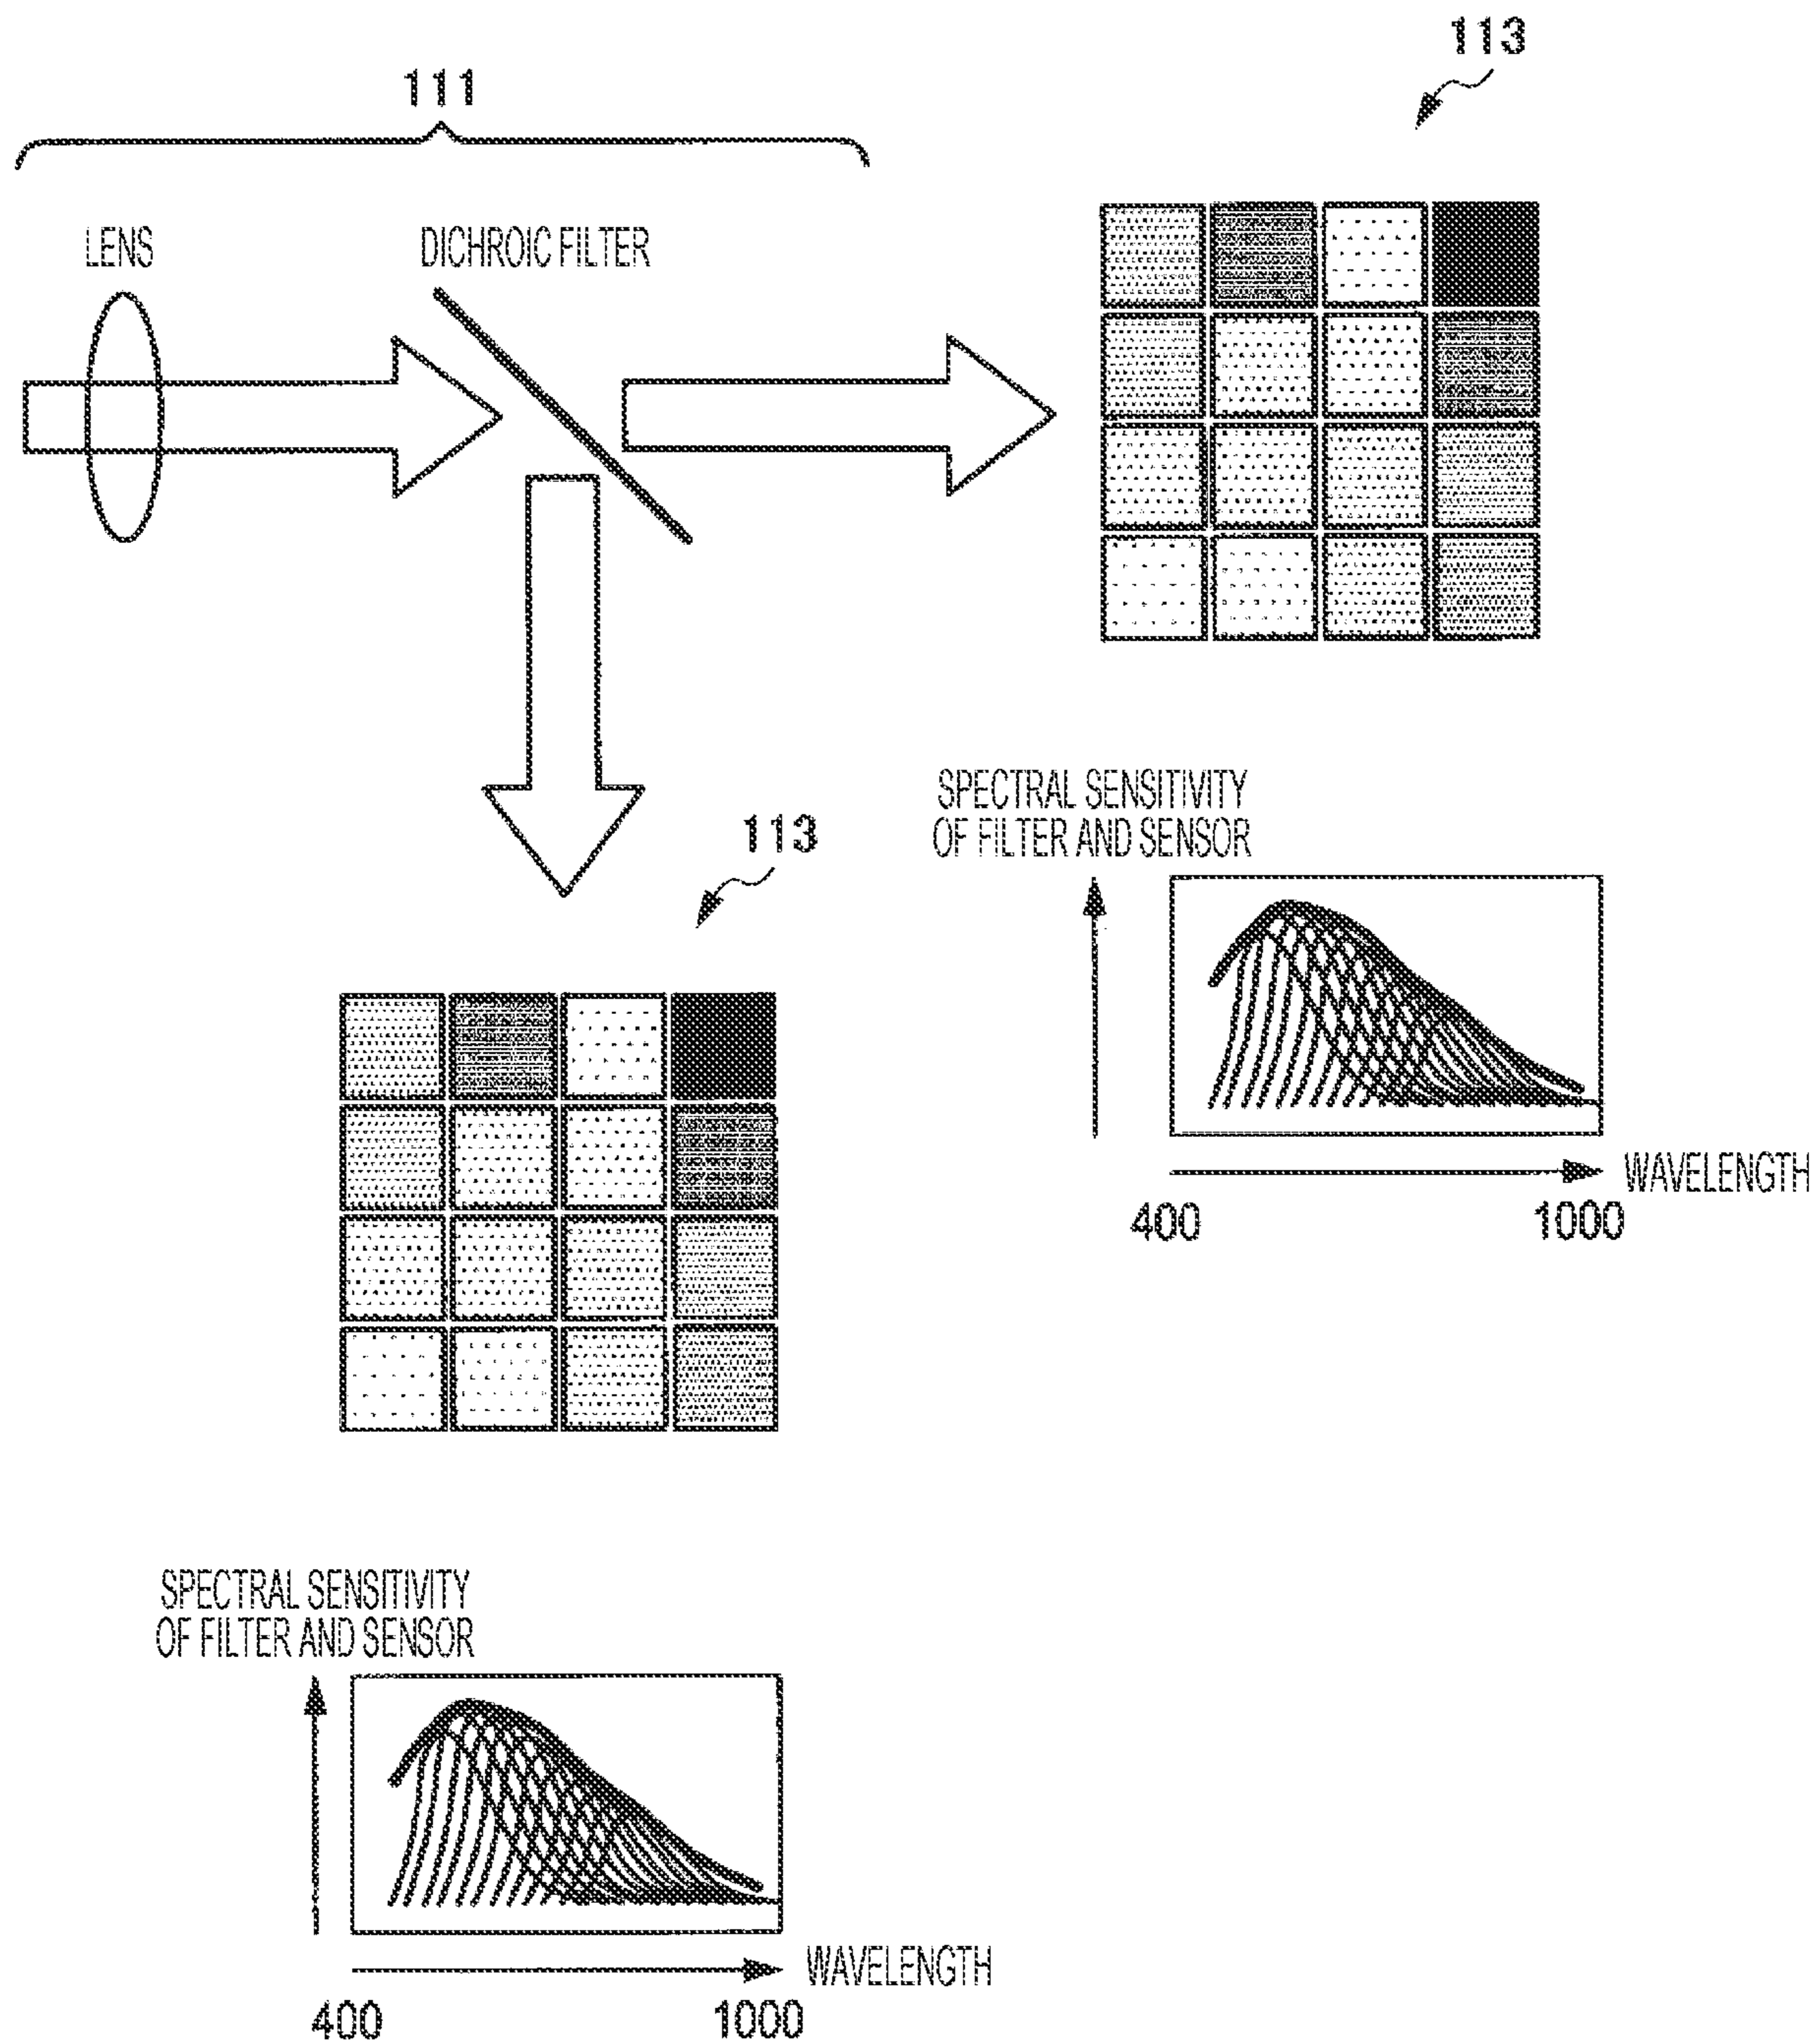 113
111
LENS
DICHROIC FILTER
SPECTRAL SENSITIVITY
OF FILTER AND SENSOR
WAVELENGTH
400
1000
113
SPECTRAL SENSITIVITY
OF FILTER AND SENSOR
WAVELENGTH
400
1000